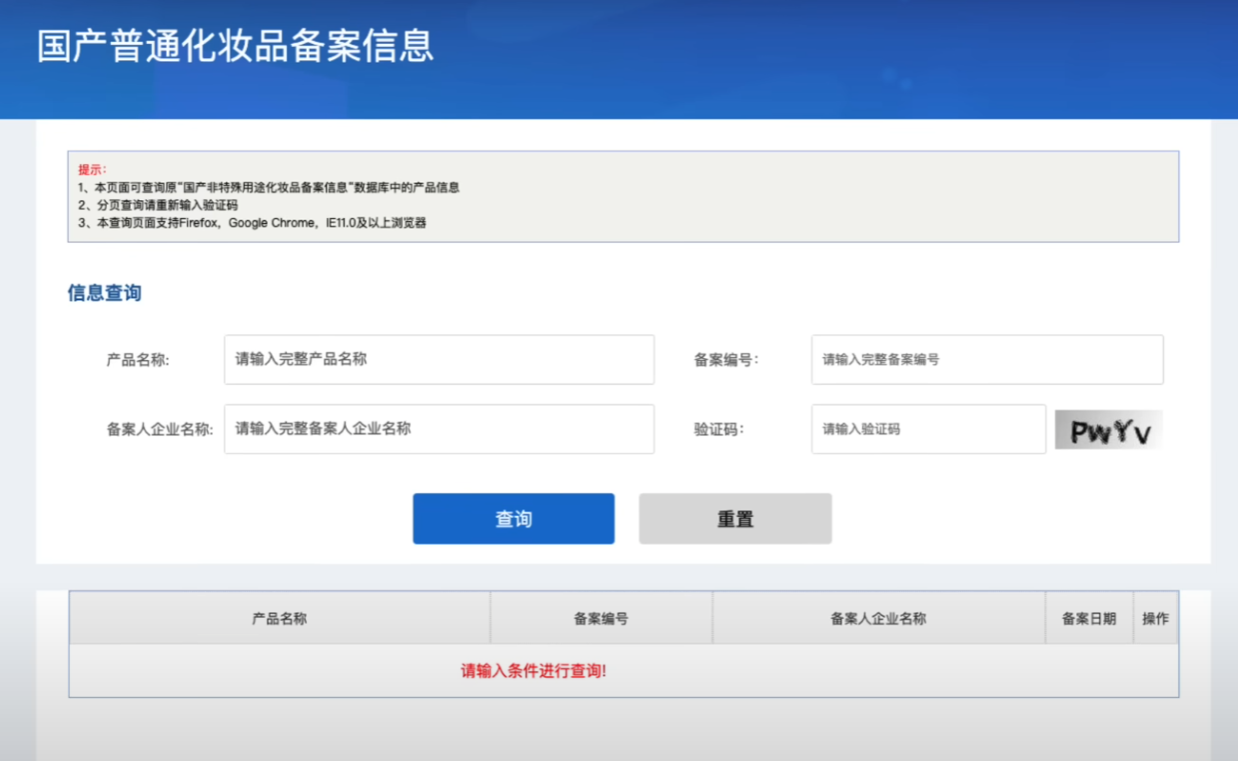 国产普通化妆品备案信息
提示：
1、本页面可查询原"国产非特殊用途化妆品备案信息"数据库中的产品信息
2、分页查询请重新输入验证码
3、本查询页面支持Firefox，Google Chrome，IE11.0及以上浏览器
信息查询
产品名称: 请输入完整产品名称 备案编号： 请输入完整备案编号
备案人企业名称: 请输入完整备案人企业名称 验证码： 请输入验证码 PwYv
查询 重置
产品名称 备案编号 备案人企业名称 备案日期 操作
请输入条件进行查询!